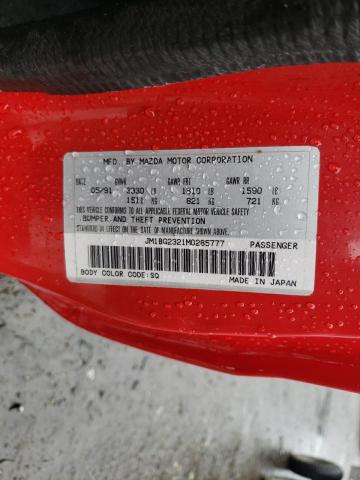 MFD. BY MAZDA MOTOR CORPORATION
DATE GVWR GAWR FRT GAWR RR
05/91 3330 LB 1810 LB 1590 LB
1511 KG 821 KG 721 KG
THIS VEHICLE CONFORMS TO ALL APPLICABLE FEDERAL MOTOR VEHICLE SAFETY
BUMPER AND THEFT PREVENTION
STANDARDS IN EFFECT ON THE DATE OF MANUFACTURE SHOWN ABOVE.
JM1BG2321M0285777 PASSENGER
BODY COLOR CODE:SQ
MADE IN JAPAN